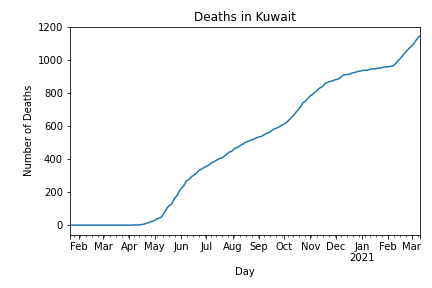 Deaths in Kuwait
1200
1000
800
600
400
200
0
Number of Deaths
Feb Mar Apr May Jun Jul Aug Sep Oct Nov Dec Jan Feb Mar
2021
Day